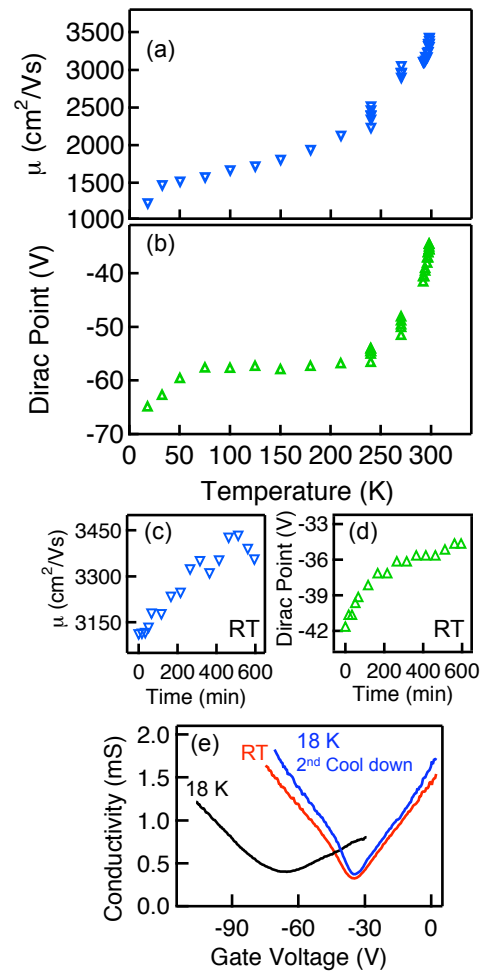 (a)
μ (cm²/Vs)
3500
3000
2500
2000
1500
1000
(b)
Dirac Point (V)
-40
-50
-60
-70
0 50 100 150 200 250 300
Temperature (K)
(c)
μ (cm²/Vs)
3450
3300
3150
RT
0 200 400 600
Time (min)
(d)
Dirac Point (V)
-33
-36
-39
-42
RT
0 200 400 600
Time (min)
(e)
Conductivity (mS)
2.0
1.5
1.0
0.5
0.0
18 K
RT
18 K
2nd Cool down
-90 -60 -30 0
Gate Voltage (V)